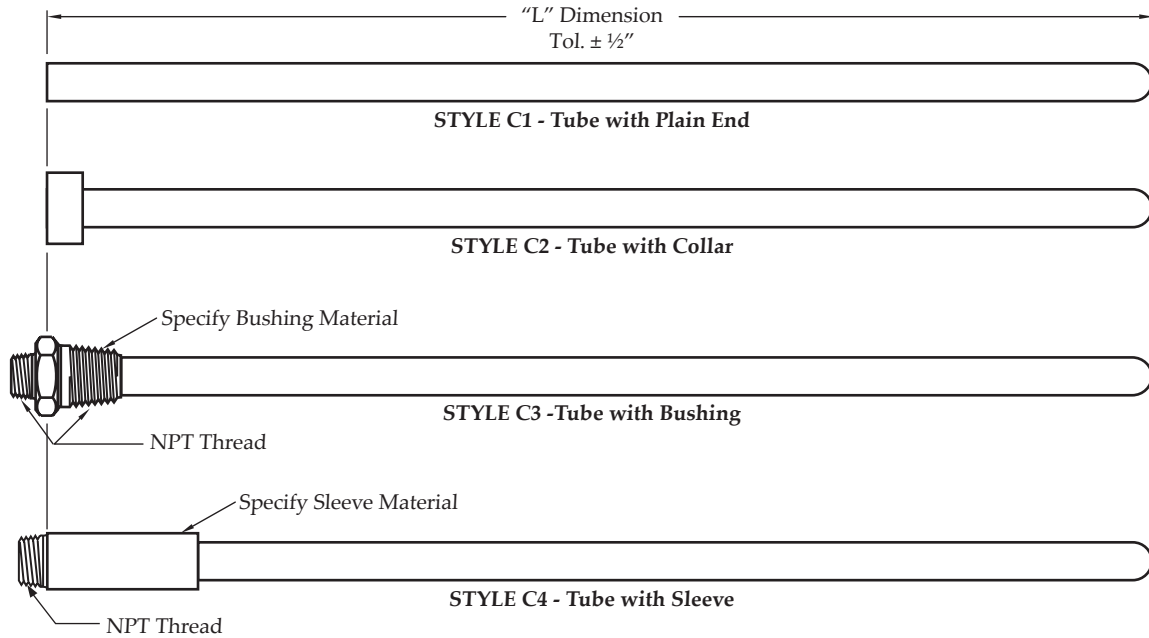 “L” Dimension
Tol. ± ½”
STYLE C1 - Tube with Plain End
STYLE C2 - Tube with Collar
Specify Bushing Material
STYLE C3 -Tube with Bushing
NPT Thread
Specify Sleeve Material
STYLE C4 - Tube with Sleeve
NPT Thread